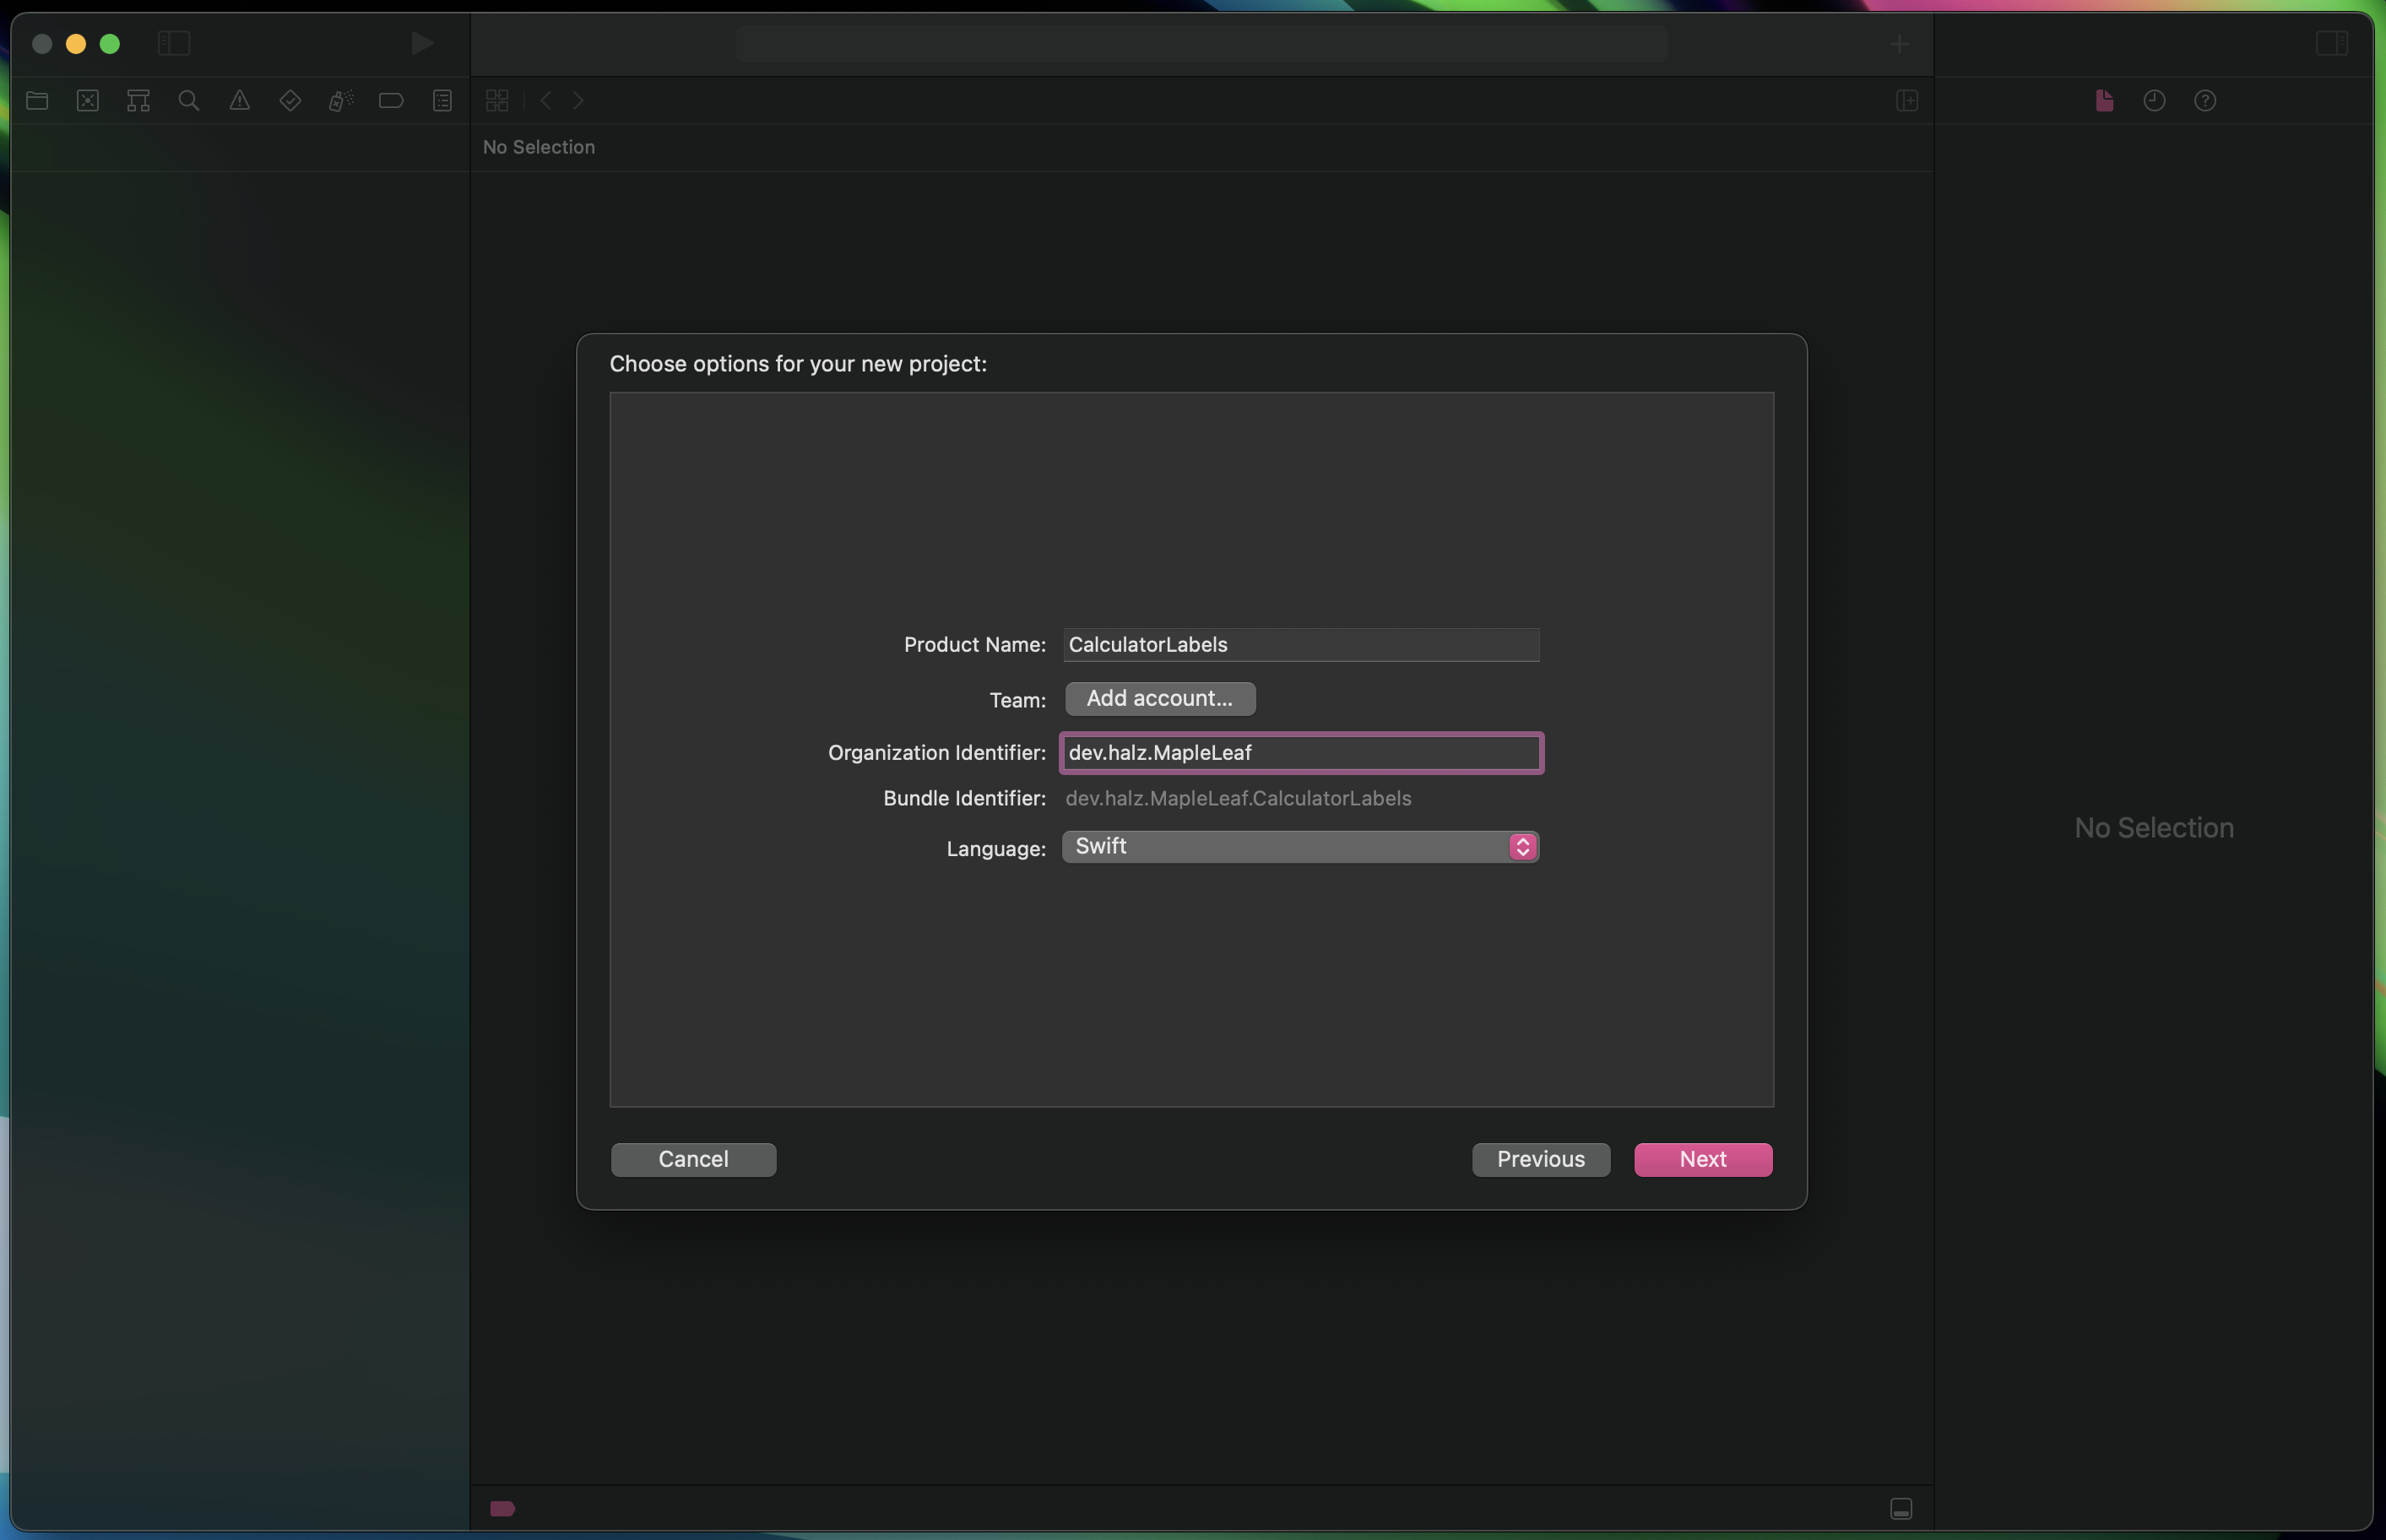 No Selection
Choose options for your new project:
Product Name: CalculatorLabels
Team: Add account...
Organization Identifier: dev.halz.MapleLeaf
Bundle Identifier: dev.halz.MapleLeaf.CalculatorLabels
Language: Swift
No Selection
Cancel Previous Next